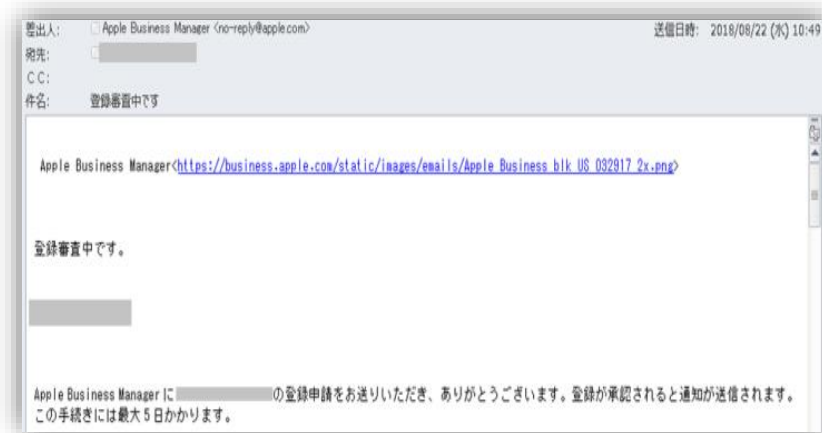 差出人: Apple Business Manager <no-reply@apple.com> 送信日時: 2018/08/22 (水) 10:49
宛先:
CC:
件名: 登録審査中です
Apple Business Manager<https://business.apple.com/static/images/emails/Apple_Business_blk_US_032917_2x.png>
登録審査中です。
Apple Business Manager に の登録申請をお送りいただき、ありがとうございます。登録が承認されると通知が送信されます。
この手続きには最大 5 日かかります。